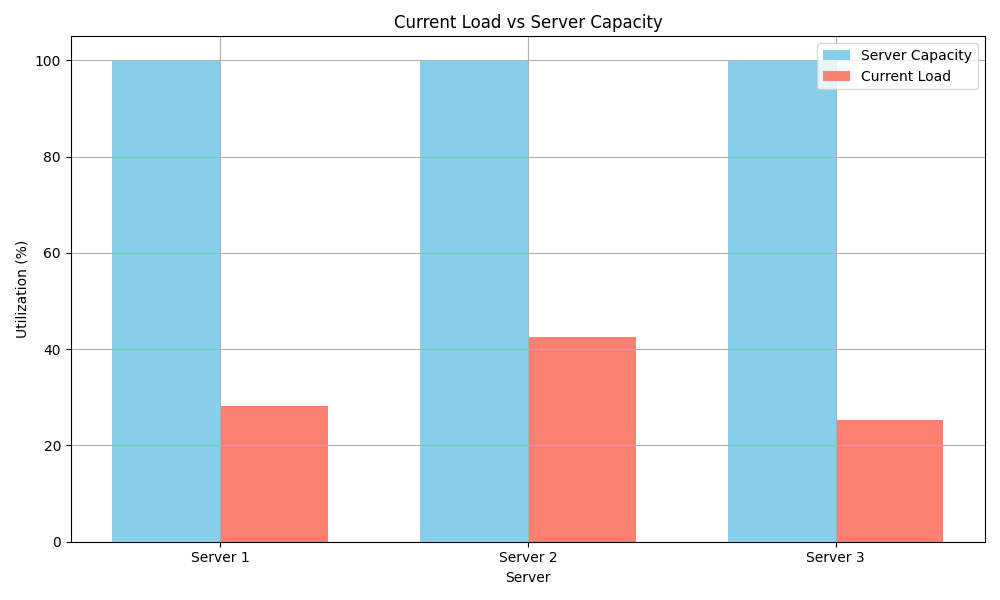 Current Load vs Server Capacity
Server Capacity
Current Load
Utilization (%)
100
80
60
40
20
0
Server 1
Server 2
Server 3
Server